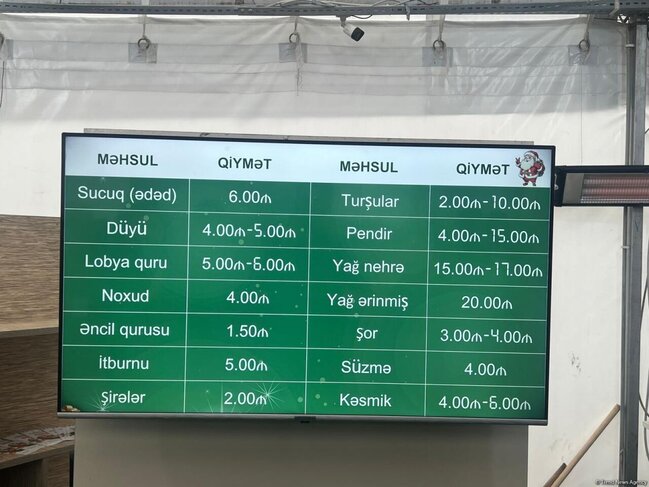 MƏHSUL QİYMƏT MƏHSUL QİYMƏT
Sucuq (ədəd) 6.00₼ Turşular 2.00₼-10.00₼
Düyü 4.00₼-5.00₼ Pendir 4.00₼-15.00₼
Lobya quru 5.00₼-6.00₼ Yağ nehrə 15.00₼-17.00₼
Noxud 4.00₼ Yağ ərinmiş 20.00₼
əncil qurusu 1.50₼ Şor 3.00₼-4.00₼
İtburnu 5.00₼ Süzmə 4.00₼
Şirələr 2.00₼ Kəsmik 4.00₼-6.00₼
© Trend News Agency